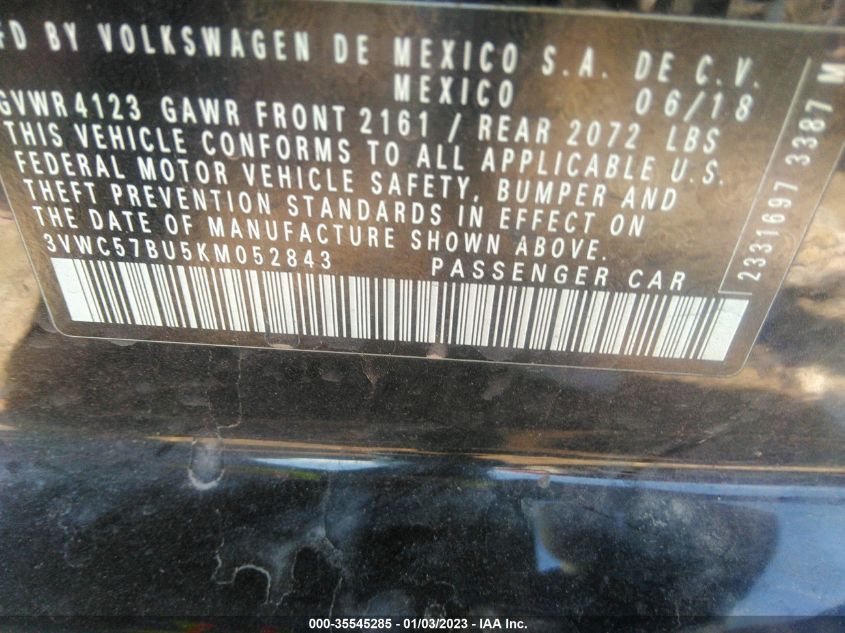 MFD BY VOLKSWAGEN DE MEXICO S.A. DE C.V.
MEXICO 06/18
GVWR 4123 GAWR FRONT 2161 / REAR 2072 LBS
THIS VEHICLE CONFORMS TO ALL APPLICABLE U.S.
FEDERAL MOTOR VEHICLE SAFETY, BUMPER AND
THEFT PREVENTION STANDARDS IN EFFECT ON
THE DATE OF MANUFACTURE SHOWN ABOVE.
3VWC57BU5KM052843 PASSENGER CAR
2331697 3387 M
000-35545285 - 01/03/2023 - IAA Inc.